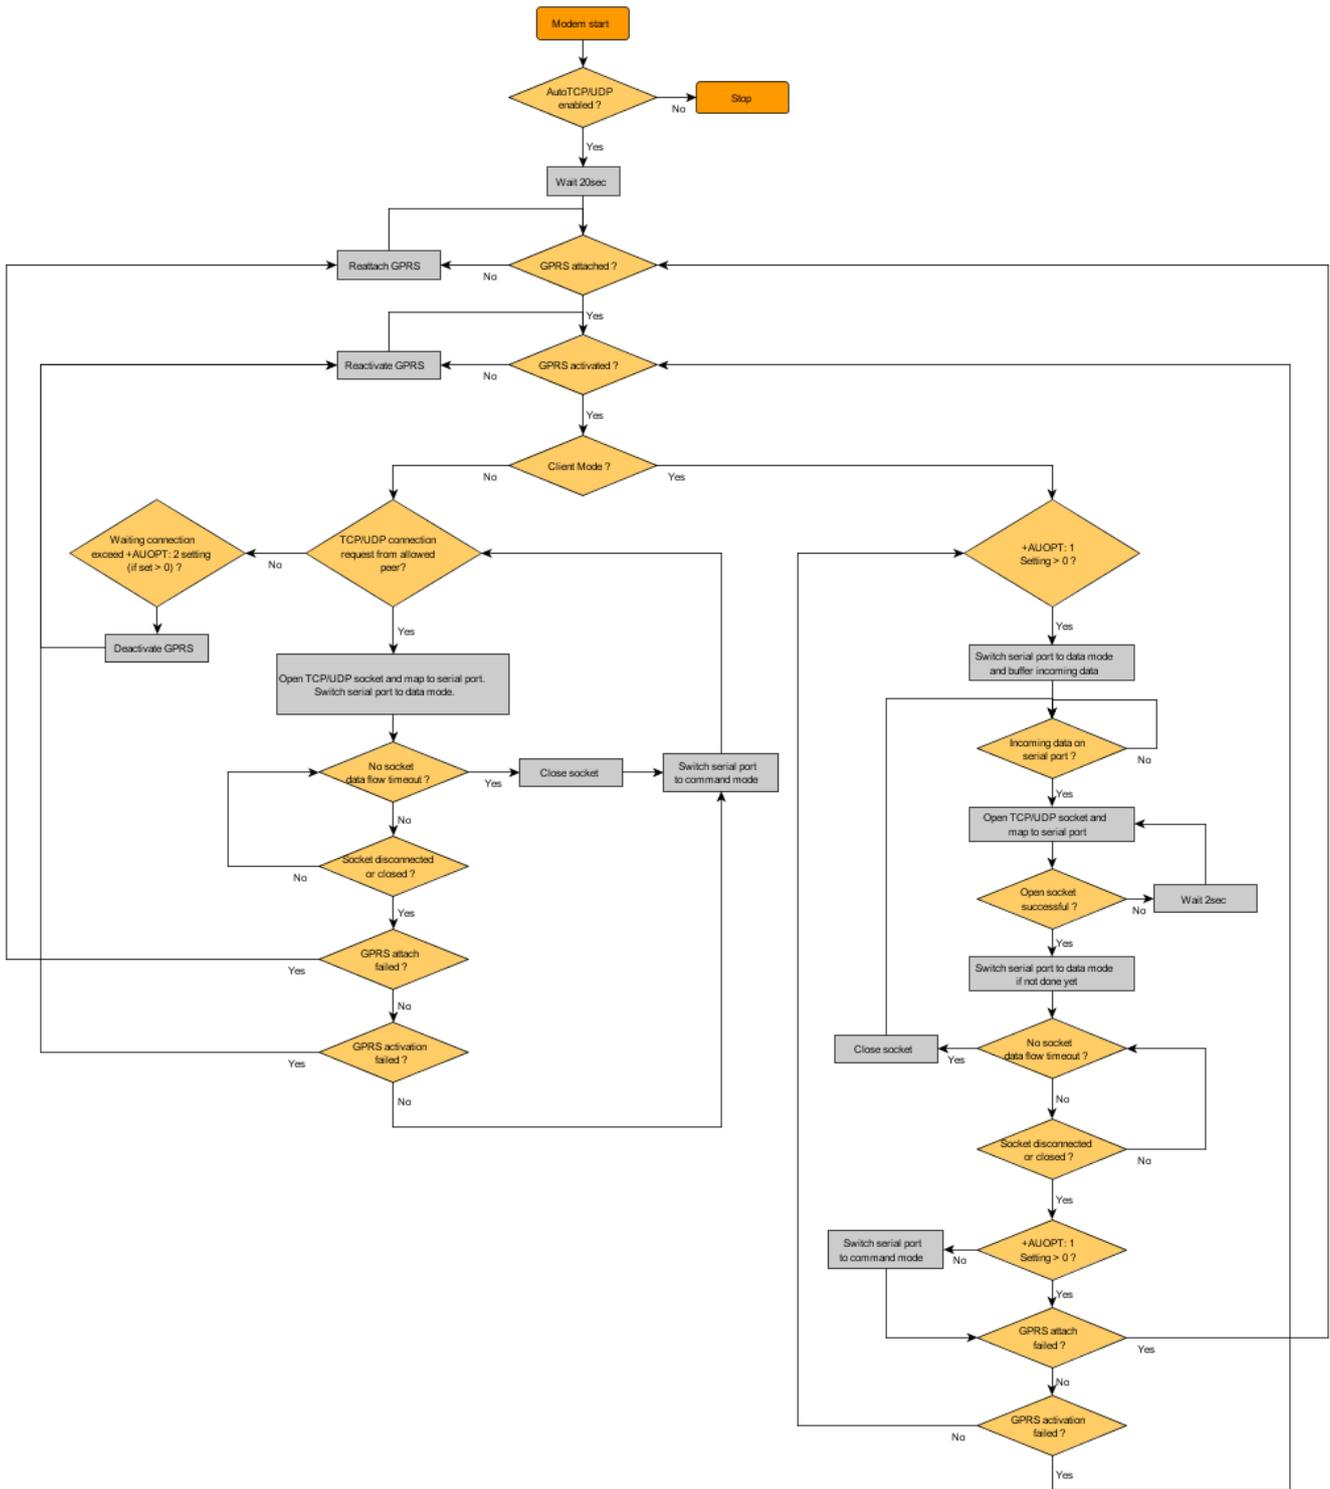 Modem start
AutoTCP/UDP
enabled ?
No
Stop
Yes
Wait 20sec
Reattach GPRS
No
GPRS attached ?
Yes
Reactivate GPRS
No
GPRS activated ?
Yes
Client Mode ?
No
Yes
Waiting connection
exceed +AUOPT: 2 setting
(if set > 0) ?
No
TCP/UDP connection
request from allowed
peer?
Yes
Deactivate GPRS
Open TCP/UDP socket and map to serial port.
Switch serial port to data mode.
No socket
data flow timeout ?
Yes
Close socket
Switch serial port
to command mode
No
Socket disconnected
or closed ?
No
Yes
GPRS attach
failed ?
Yes
No
GPRS activation
failed ?
Yes
No
+AUOPT: 1
Setting > 0 ?
Yes
Switch serial port to data mode
and buffer incoming data
Incoming data on
serial port ?
No
Yes
Open TCP/UDP socket and
map to serial port
Open socket
successful ?
No
Wait 2sec
Yes
Switch serial port to data mode
if not done yet
No socket
data flow timeout ?
Yes
Close socket
No
Socket disconnected
or closed ?
No
Yes
+AUOPT: 1
Setting > 0 ?
No
Switch serial port
to command mode
Yes
GPRS attach
failed ?
Yes
No
GPRS activation
failed ?
No
Yes